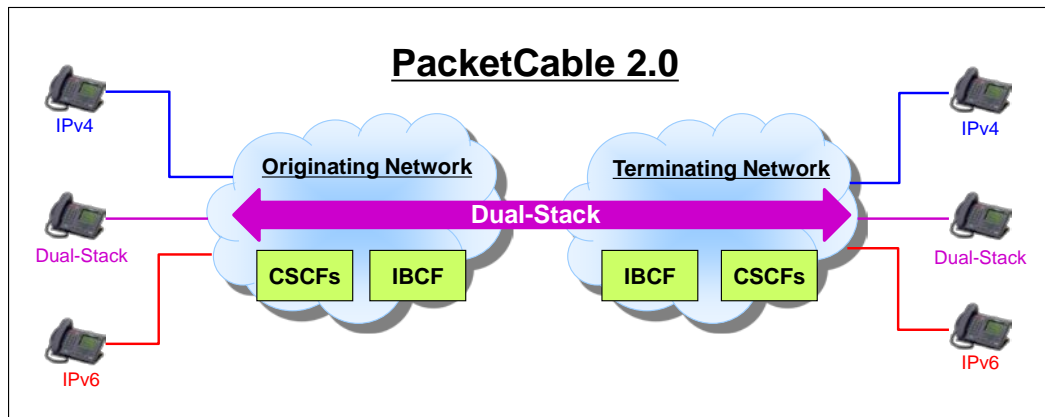 PacketCable 2.0
IPv4
IPv4
Originating Network
Terminating Network
Dual-Stack
Dual-Stack
Dual-Stack
CSCFs
IBCF
IBCF
CSCFs
IPv6
IPv6